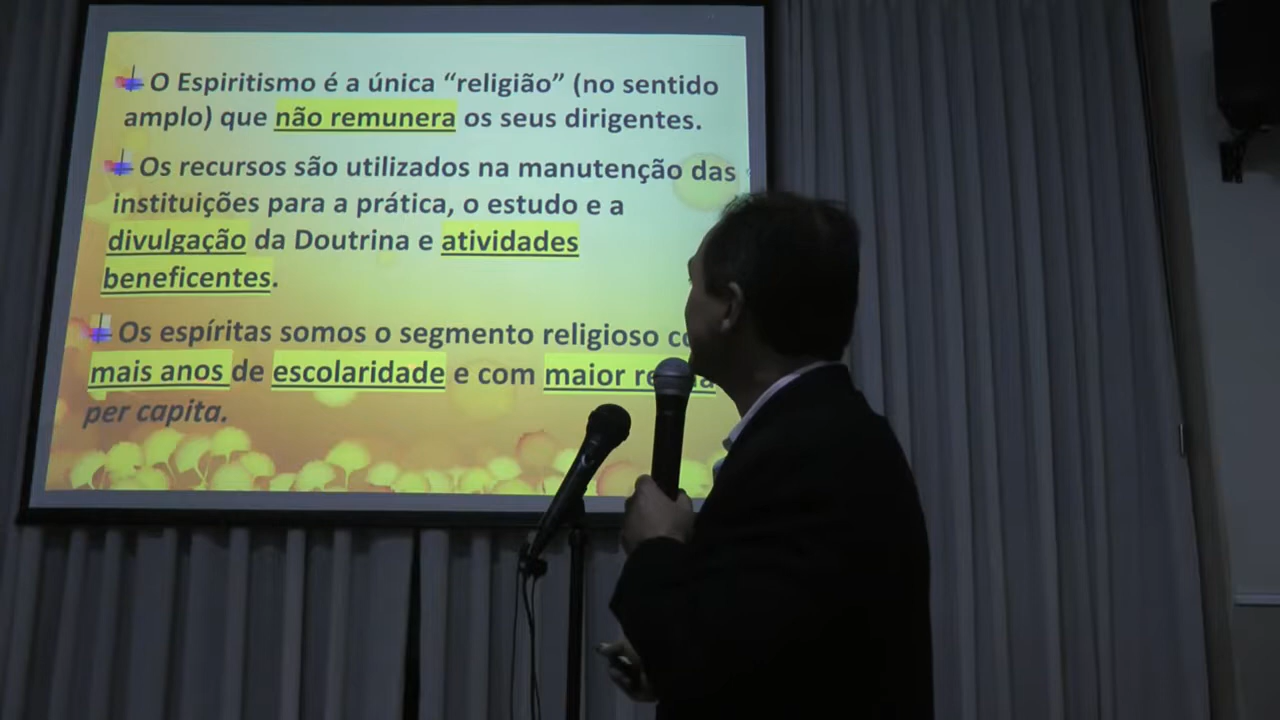 O Espiritismo é a única “religião” (no sentido
amplo) que não remunera os seus dirigentes.
Os recursos são utilizados na manutenção das
instituições para a prática, o estudo e a
divulgação da Doutrina e atividades
beneficentes.
Os espíritas somos o segmento religioso
mais anos de escolaridade e com maior
per capita.